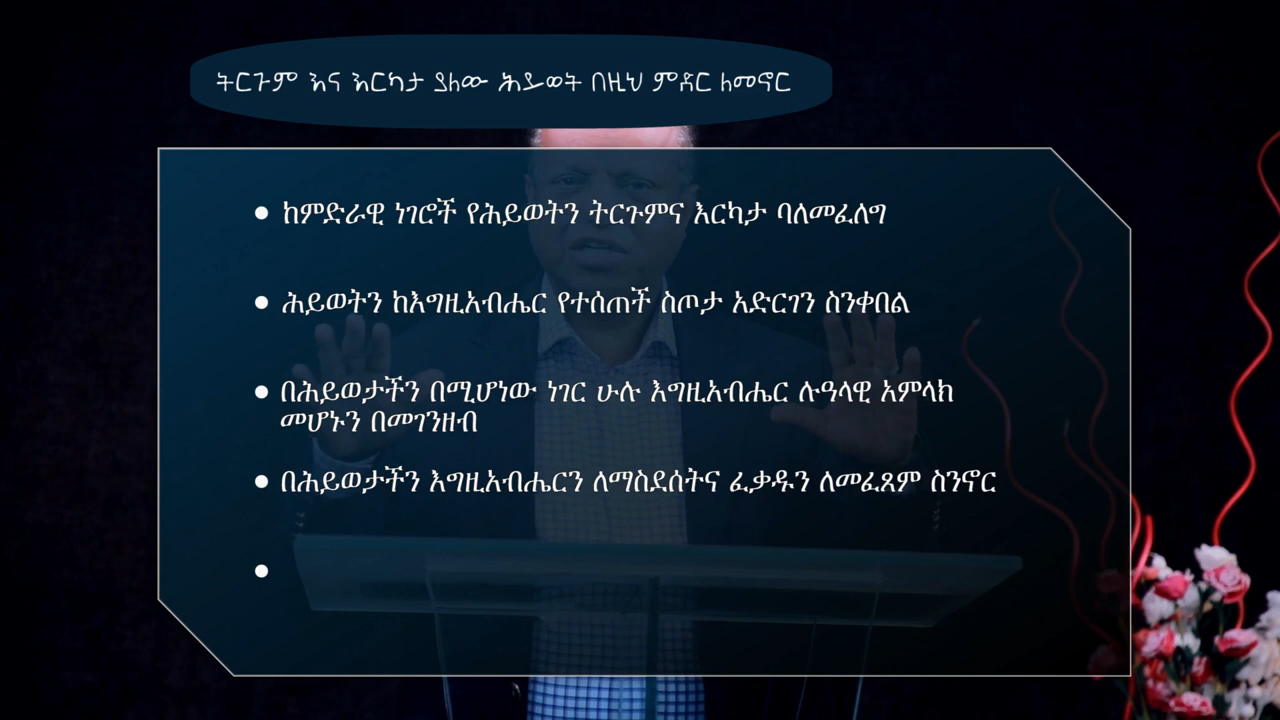 ትርጉም እና እርካታ ያለው ሕይወት በዚህ ምድር ለመኖር
• ከምድራዊ ነገሮች የሕይወትን ትርጉምና እርካታ ባለመፈለግ
• ሕይወትን ከእግዚአብሔር የተሰጠች ስጦታ አድርገን ስንቀበል
• በሕይወታችን በሚሆነው ነገር ሁሉ እግዚአብሔር ሉዓላዊ አምላክ
መሆኑን በመገንዘብ
• በሕይወታችን እግዚአብሔርን ለማስደሰትና ፈቃዱን ለመፈጸም ስንኖር
•